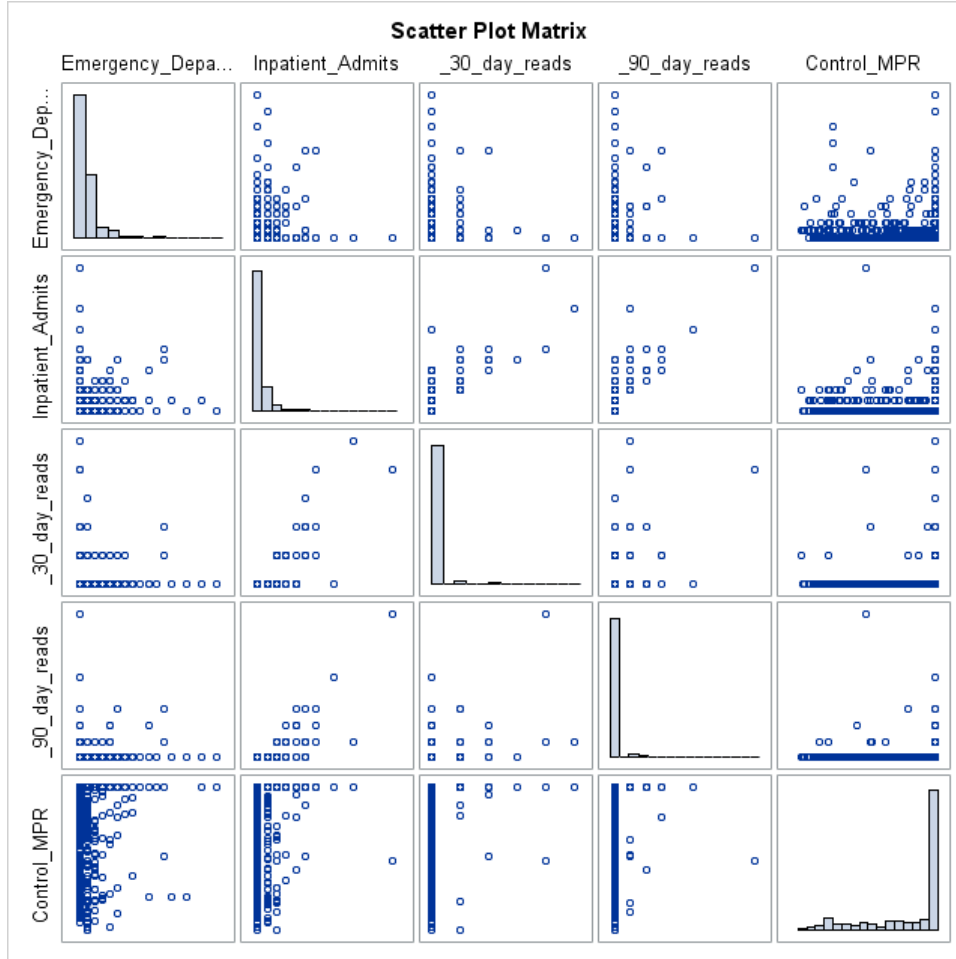 Scatter Plot Matrix
Emergency_Depa... Inpatient_Admits _30_day_reads _90_day_reads Control_MPR
Emergency_Dep...
Inpatient_Admits
_30_day_reads
_90_day_reads
Control_MPR